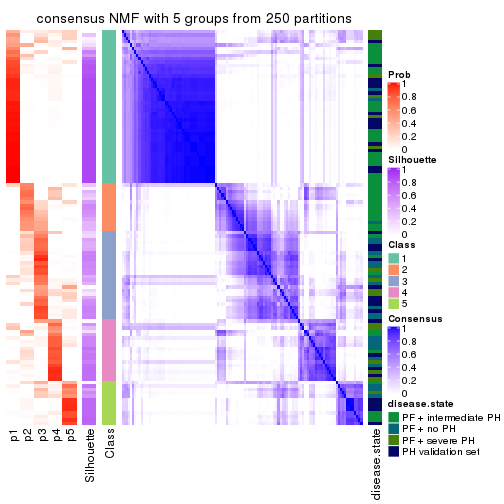 consensus NMF with 5 groups from 250 partitions
Prob
1
0.8
0.6
0.4
0.2
0
Silhouette
1
0.8
0.6
0.4
0.2
0
Class
1
2
3
4
5
Consensus
1
0.8
0.6
0.4
0.2
0
disease.state
PF + intermediate PH
PF + no PH
PF + severe PH
PH validation set
p1
p2
p3
p4
p5
Silhouette
Class
disease.state